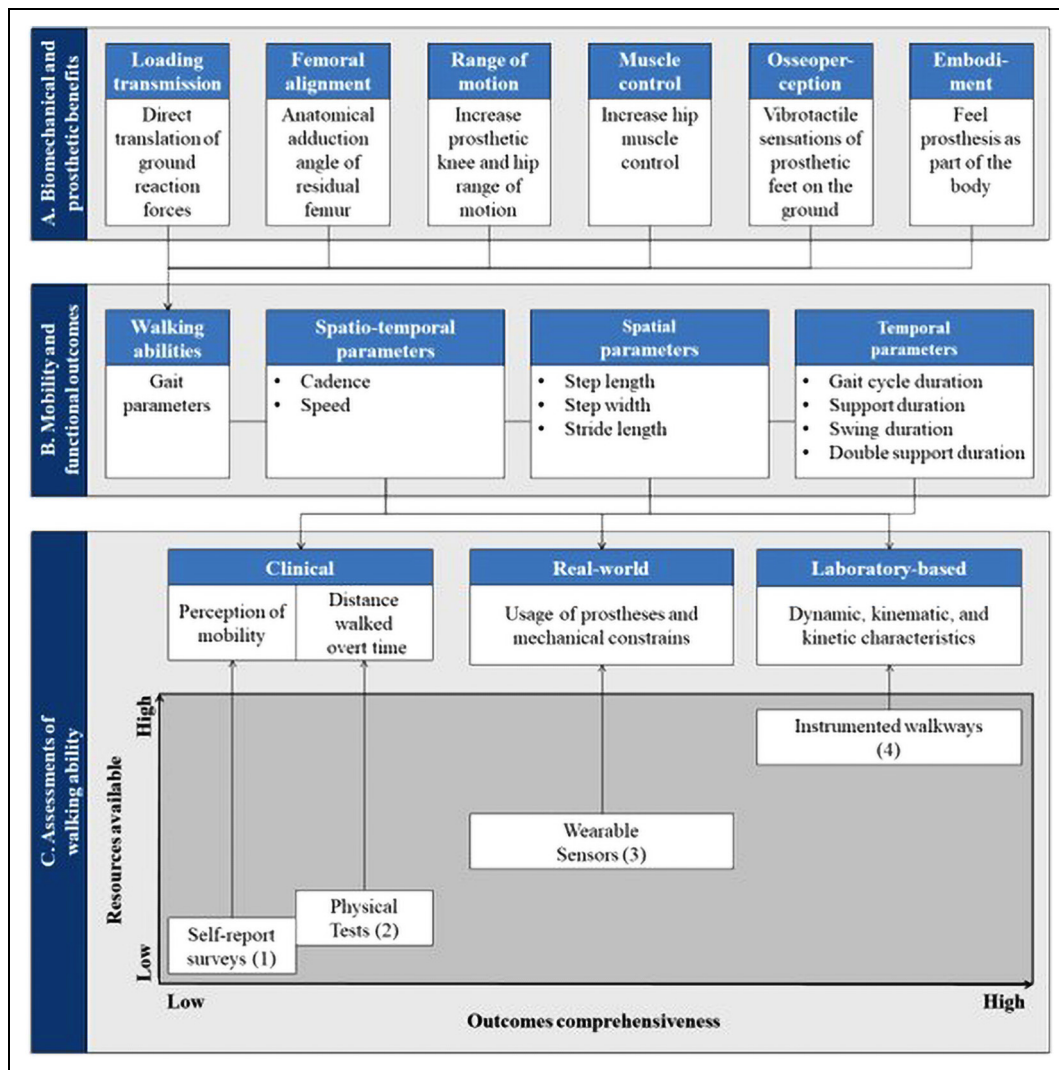 A. Biomechanical and
prosthetic benefits
Loading
transmission
Direct
translation of
ground
reaction
forces
Femoral
alignment
Anatomical
adduction
angle of
residual
femur
Range of
motion
Increase
prosthetic
knee and hip
range of
motion
Muscle
control
Increase hip
muscle
control
Osseoper-
ception
Vibrotactile
sensations of
prosthetic
feet on the
ground
Embodi-
ment
Feel
prosthesis as
part of the
body
B. Mobility and
functional outcomes
Walking
abilities
Gait
parameters
Spatio-temporal
parameters
• Cadence
• Speed
Spatial
parameters
• Step length
• Step width
• Stride length
Temporal
parameters
• Gait cycle duration
• Support duration
• Swing duration
• Double support duration
C. Assessments of
walking ability
Clinical
Perception of
mobility
Distance
walked
overt time
Real-world
Usage of prostheses and
mechanical constrains
Laboratory-based
Dynamic, kinematic, and
kinetic characteristics
Resources available
High
Low
Instrumented walkways
(4)
Wearable
Sensors (3)
Physical
Tests (2)
Self-report
surveys (1)
Low
High
Outcomes comprehensiveness